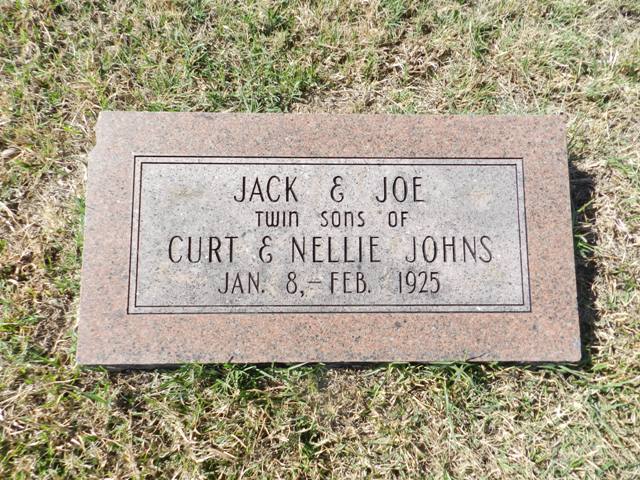 JACK & JOE
TWIN SONS OF
CURT & NELLIE JOHNS
JAN. 8,– FEB. 1925